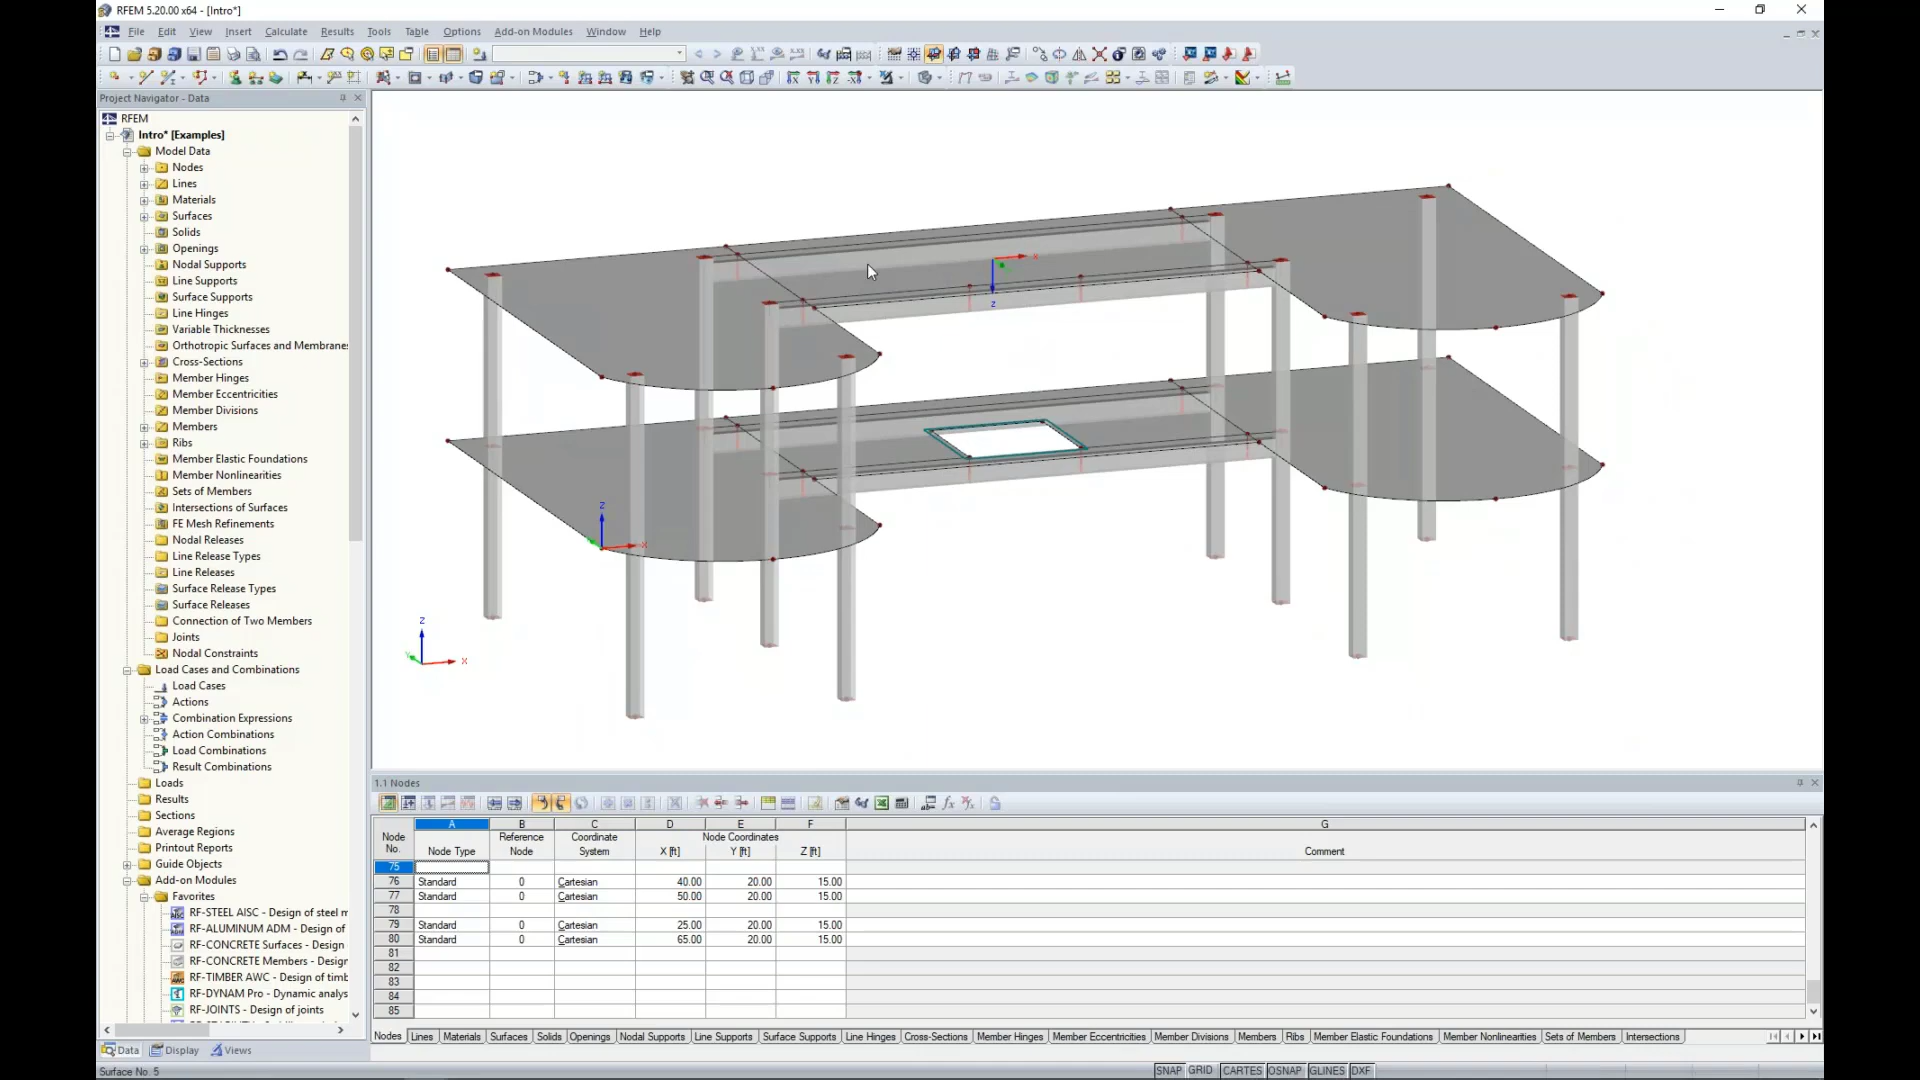 RFEM 5.20.00 x64 - [Intro*]
File Edit View Insert Calculate Results Tools Table Options Add-on Modules Window Help
Project Navigator - Data
RFEM
Intro* [Examples]
Model Data
Nodes
Lines
Materials
Surfaces
Solids
Openings
Nodal Supports
Line Supports
Surface Supports
Line Hinges
Variable Thicknesses
Orthotropic Surfaces and Membranes
Cross-Sections
Member Hinges
Member Eccentricities
Member Divisions
Members
Ribs
Member Elastic Foundations
Member Nonlinearities
Sets of Members
Intersections of Surfaces
FE Mesh Refinements
Nodal Releases
Line Release Types
Line Releases
Surface Release Types
Surface Releases
Connection of Two Members
Joints
Nodal Constraints
Load Cases and Combinations
Load Cases
Actions
Combination Expressions
Action Combinations
Load Combinations
Result Combinations
Loads
Results
Sections
Average Regions
Printout Reports
Guide Objects
Add-on Modules
Favorites
RF-STEEL AISC - Design of steel m
RF-ALUMINUM ADM - Design of
RF-CONCRETE Surfaces - Design
RF-CONCRETE Members - Design
RF-TIMBER AWC - Design of timb
RF-DYNAM Pro - Dynamic analys
RF-JOINTS - Design of joints
Data Display Views
Surface No. 5
X
Z
Z
X
Z
Y
X
1.1 Nodes
A B C D E F G
Node Reference Coordinate Node Coordinates
No. Node Type Node System X [ft] Y [ft] Z [ft] Comment
75
76 Standard 0 Cartesian 40.00 20.00 15.00
77 Standard 0 Cartesian 50.00 20.00 15.00
78
79 Standard 0 Cartesian 25.00 20.00 15.00
80 Standard 0 Cartesian 65.00 20.00 15.00
81
82
83
84
85
Nodes Lines Materials Surfaces Solids Openings Nodal Supports Line Supports Surface Supports Line Hinges Cross-Sections Member Hinges Member Eccentricities Member Divisions Members Ribs Member Elastic Foundations Member Nonlinearities Sets of Members Intersections
SNAP GRID CARTES OSNAP GLINES DXF